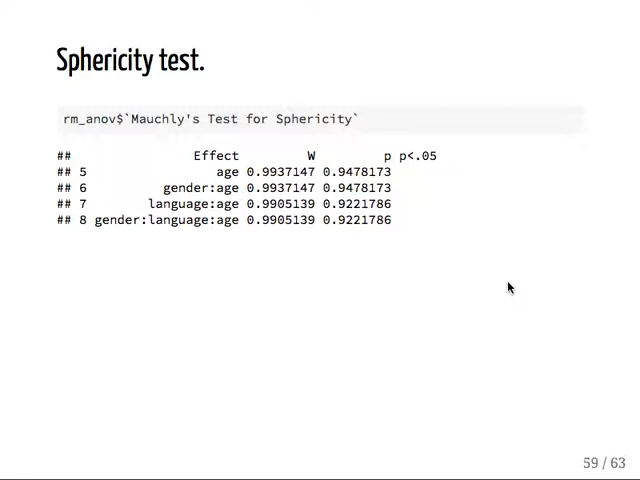 Sphericity test.
rm_anov$`Mauchly's Test for Sphericity`
##                  Effect         W         p p<.05
## 5                   age 0.9937147 0.9478173
## 6            gender:age 0.9937147 0.9478173
## 7          language:age 0.9905139 0.9221786
## 8 gender:language:age 0.9905139 0.9221786
59 / 63